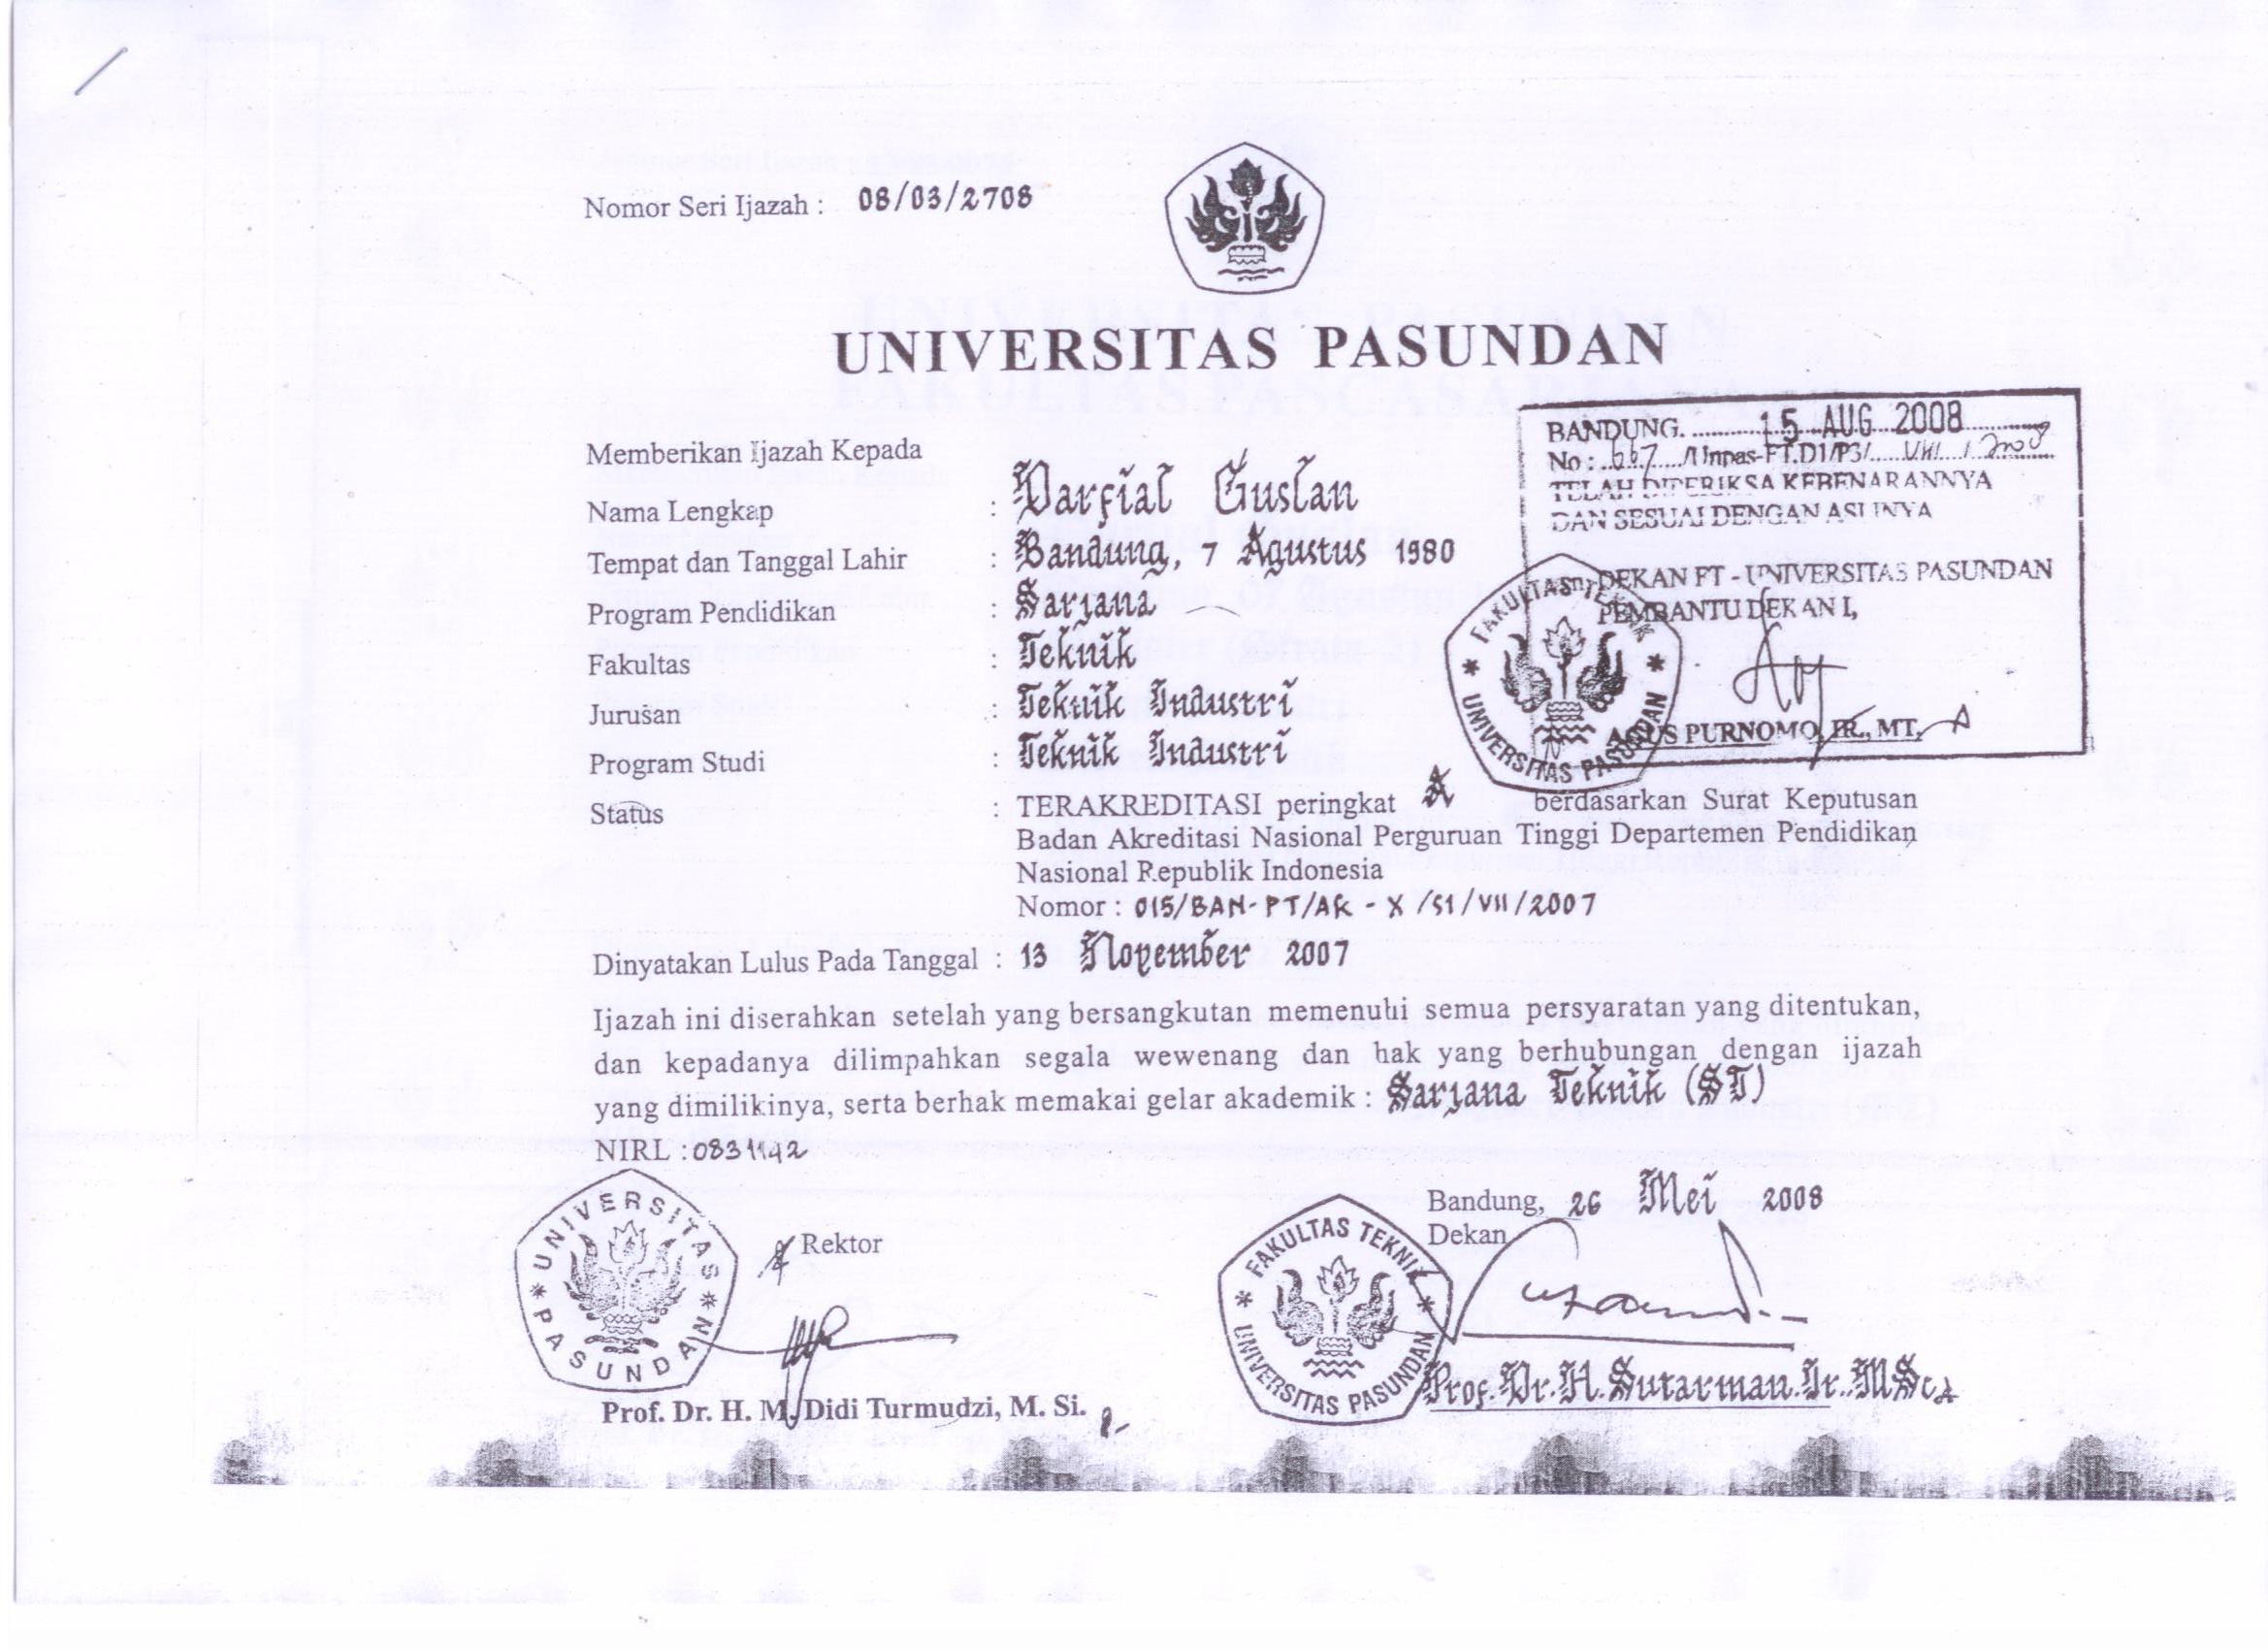 Nomor Seri Ijazah : 08/03/2708
UNIVERSITAS PASUNDAN
BANDUNG, 15 AUG 2008
No : 667 /Unpas-FT.D1/P3/ VIII / 2008
TELAH DIPERIKSA KEBENARANNYA
DAN SESUAI DENGAN ASLINYA
DEKAN FT - UNIVERSITAS PASUNDAN
PEMBANTU DEKAN I,
AGUS PURNOMO, IR., MT.
FAKULTAS TEKNIK
UNIVERSITAS PASUNDAN
Memberikan Ijazah Kepada
Nama Lengkap : Darfial Guslan
Tempat dan Tanggal Lahir : Bandung, 7 Agustus 1980
Program Pendidikan : Sarjana
Fakultas : Teknik
Jurusan : Teknik Industri
Program Studi : Teknik Industri
Status : TERAKREDITASI peringkat A berdasarkan Surat Keputusan
Badan Akreditasi Nasional Perguruan Tinggi Departemen Pendidikan
Nasional Republik Indonesia
Nomor : 015/BAN-PT/AK - X /S1/VII/2007
Dinyatakan Lulus Pada Tanggal : 13 Nopember 2007
Ijazah ini diserahkan setelah yang bersangkutan memenuhi semua persyaratan yang ditentukan,
dan kepadanya dilimpahkan segala wewenang dan hak yang berhubungan dengan ijazah
yang dimilikinya, serta berhak memakai gelar akademik : Sarjana Teknik (ST)
NIRL : 0831142
Bandung, 26 Mei 2008
Rektor
Dekan
UNIVERSITAS PASUNDAN
FAKULTAS TEKNIK
UNIVERSITAS PASUNDAN
Prof. Dr. H. M. Didi Turmudzi, M. Si.
Prof. Dr. H. Sutarman. Ir. MSc